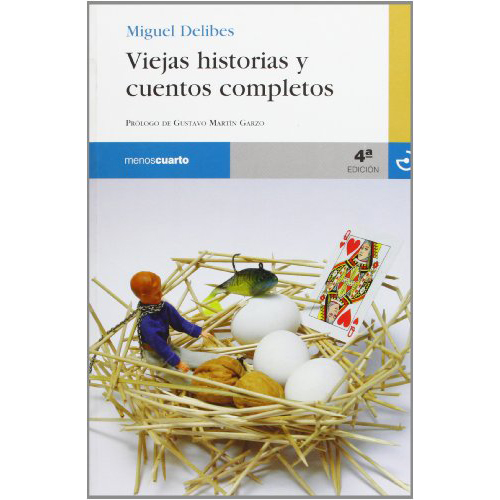 Miguel Delibes
Viejas historias y
cuentos completos
PRÓLOGO DE GUSTAVO MARTÍN GARZO
menoscuarto
4ª
EDICIÓN
Q